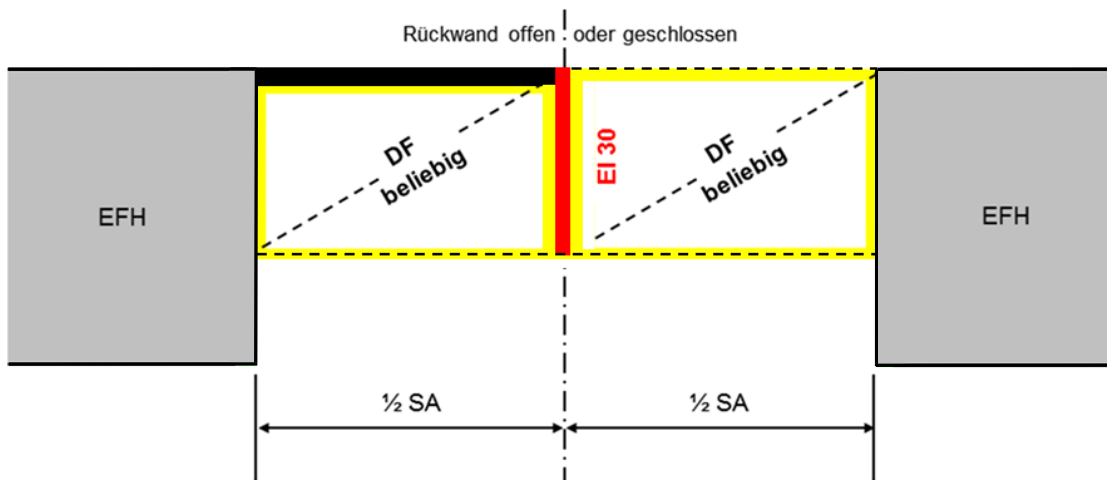 Rückwand offen oder geschlossen
DF
beliebig
EI 30
DF
beliebig
EFH
EFH
½ SA
½ SA